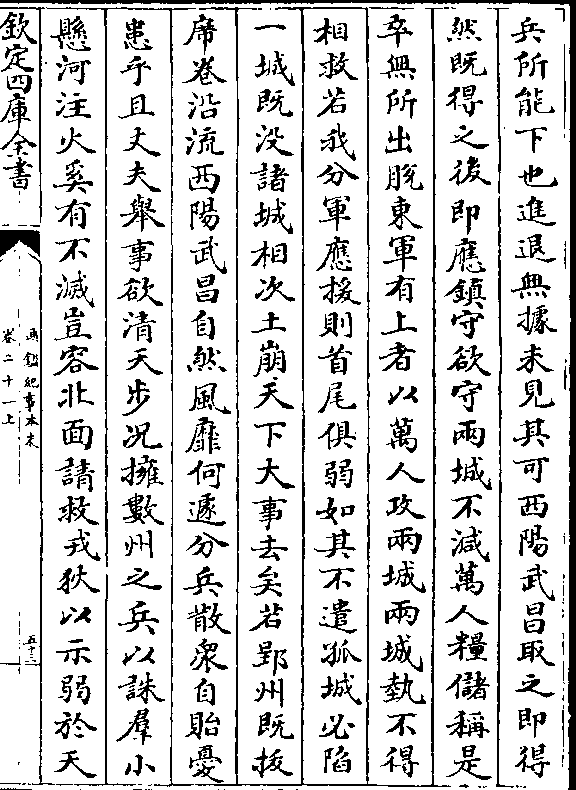 兵所能下也進退無據未見其可西陽武昌取之即得
然既得之後即應鎮守欲守兩城不減萬人糧儲稱是
卒無所出脫東軍有上者以萬人攻兩城兩城埶不得
相救若我分軍應援則首尾俱弱如其不遣孤城必陷
一城既没諸城相次土崩天下大事去矣若郢州既拔
席卷沿流西陽武昌自然風靡何遽分兵散衆自貽憂
患乎且丈夫舉事欲清天步况擁數州之兵以誅羣小
懸河注火奚有不滅豈容北面請救戎狄以示弱於天
欽定四庫全書
通鑑紀事本末
卷二十一上
五十三